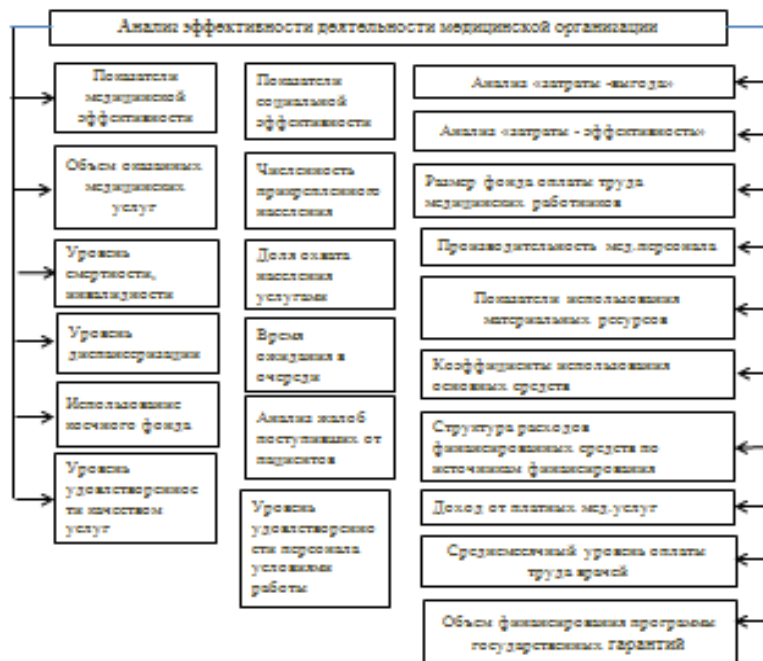 Анализ эффективности деятельности медицинской организации
Показатели
медицинской
эффективности
Объем оказанных
медицинских
услуг
Уровень
смертности,
инвалидности
Уровень
диспансеризации
Использование
коечного фонда
Уровень
удовлетвореннос
ти качеством
услуг
Показатели
социальной
эффективности
Численность
прикрепленного
населения
Доля охвата
населения
услугами
Время
ожидания в
очереди
Анализ жалоб
поступивших от
пациентов
Уровень
удовлетворенно
сти персонала
условиями
работы
Анализ «затраты -выгода»
Анализ «затраты - эффективность»
Размер фонда оплаты труда
медицинских работников
Производительность мед.персонала
Показатели использования
материальных ресурсов
Коэффициенты использования
основных средств
Структура расходов
финансированных средств по
источникам финансирования
Доход от платных мед.услуг
Среднемесячный уровень оплаты
труда врачей
Объем финансирования программы
государственных гарантий